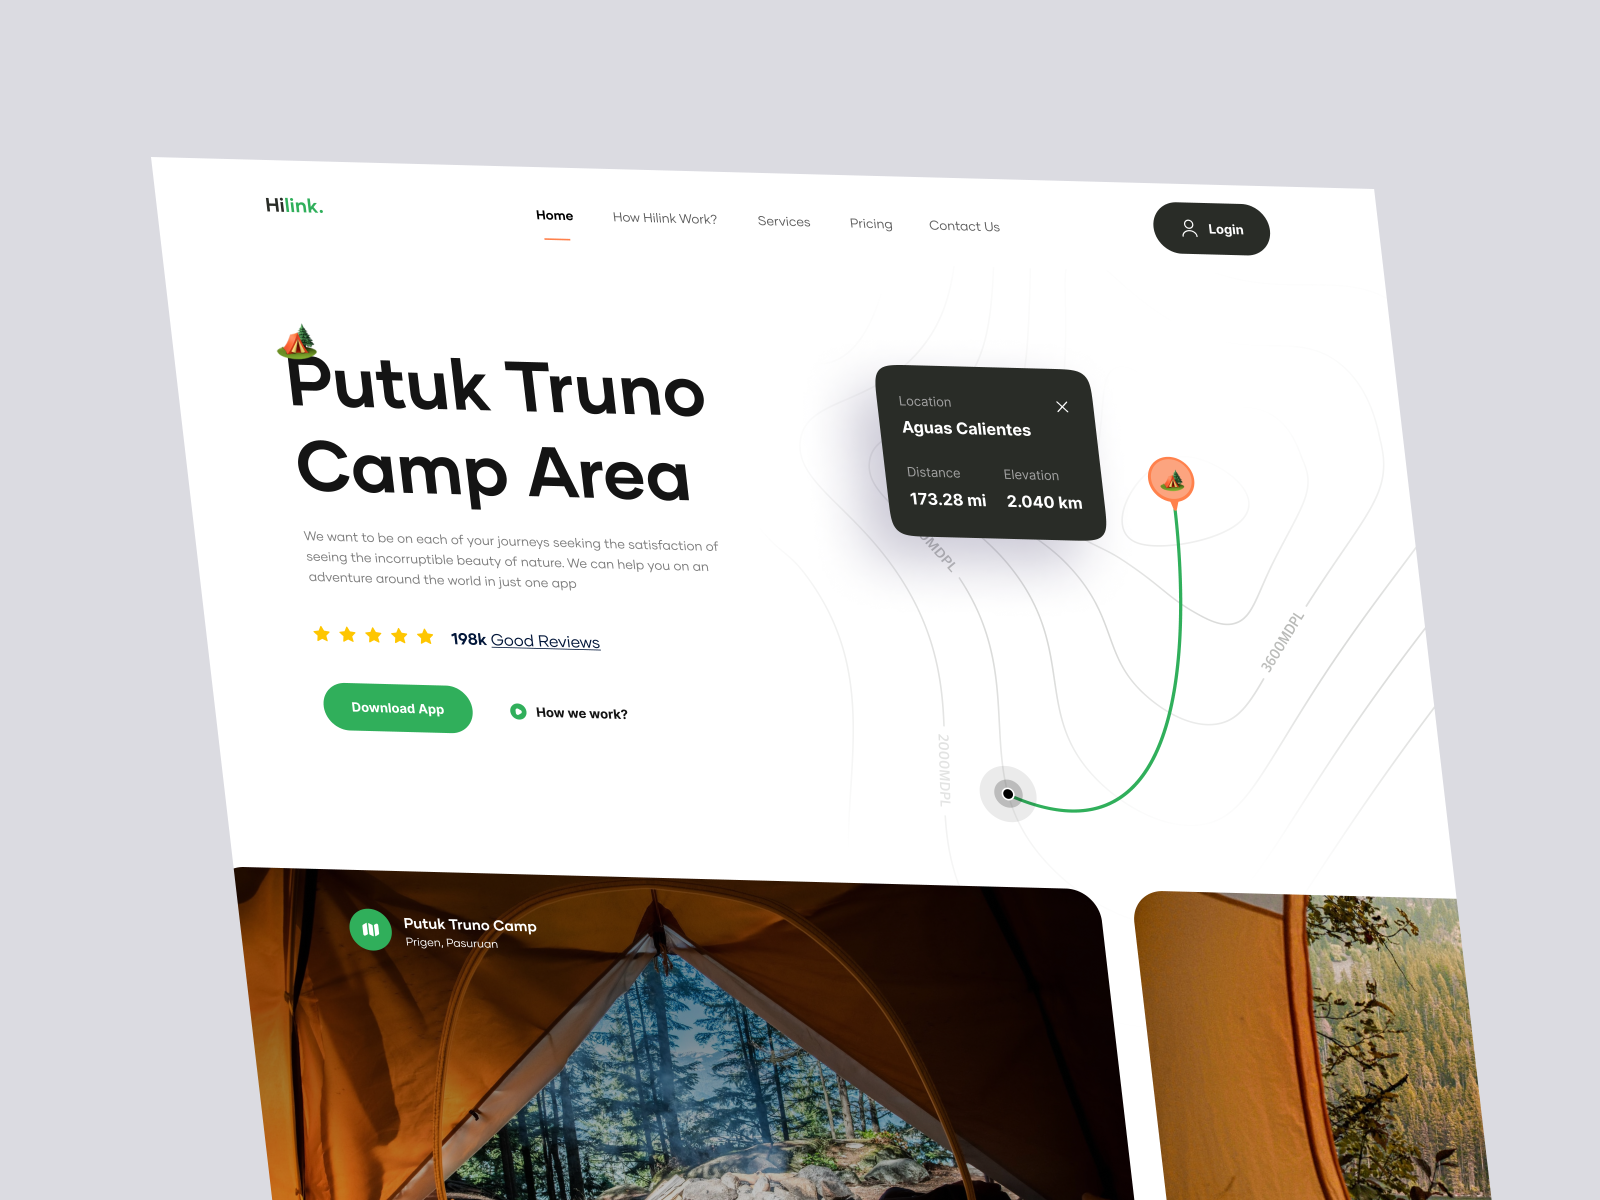 Hilink.
Home
How Hilink Work?
Services
Pricing
Contact Us
Login
Putuk Truno
Camp Area
We want to be on each of your journeys seeking the satisfaction of
seeing the incorruptible beauty of nature. We can help you on an
adventure around the world in just one app
198k Good Reviews
Download App
How we work?
Location
Aguas Calientes
Distance
Elevation
173.28 mi
2.040 km
MDPL
3600MDPL
2000MDPL
Putuk Truno Camp
Prigen, Pasuruan